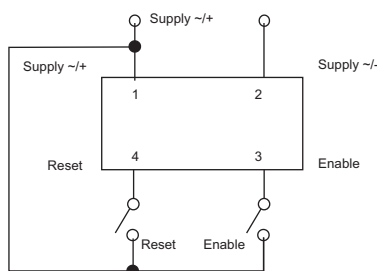 Supply ~/+
Supply ~/+
Supply ~/-
1 2
4 3
Reset
Enable
Reset Enable